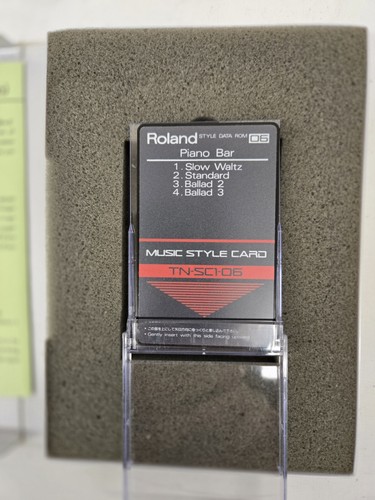 Roland STYLE DATA ROM 06
Piano Bar
1. Slow Waltz
2. Standard
3. Ballad 2
4. Ballad 3
MUSIC STYLE CARD
TN-SC1-06
• Gently insert with this side facing upward.